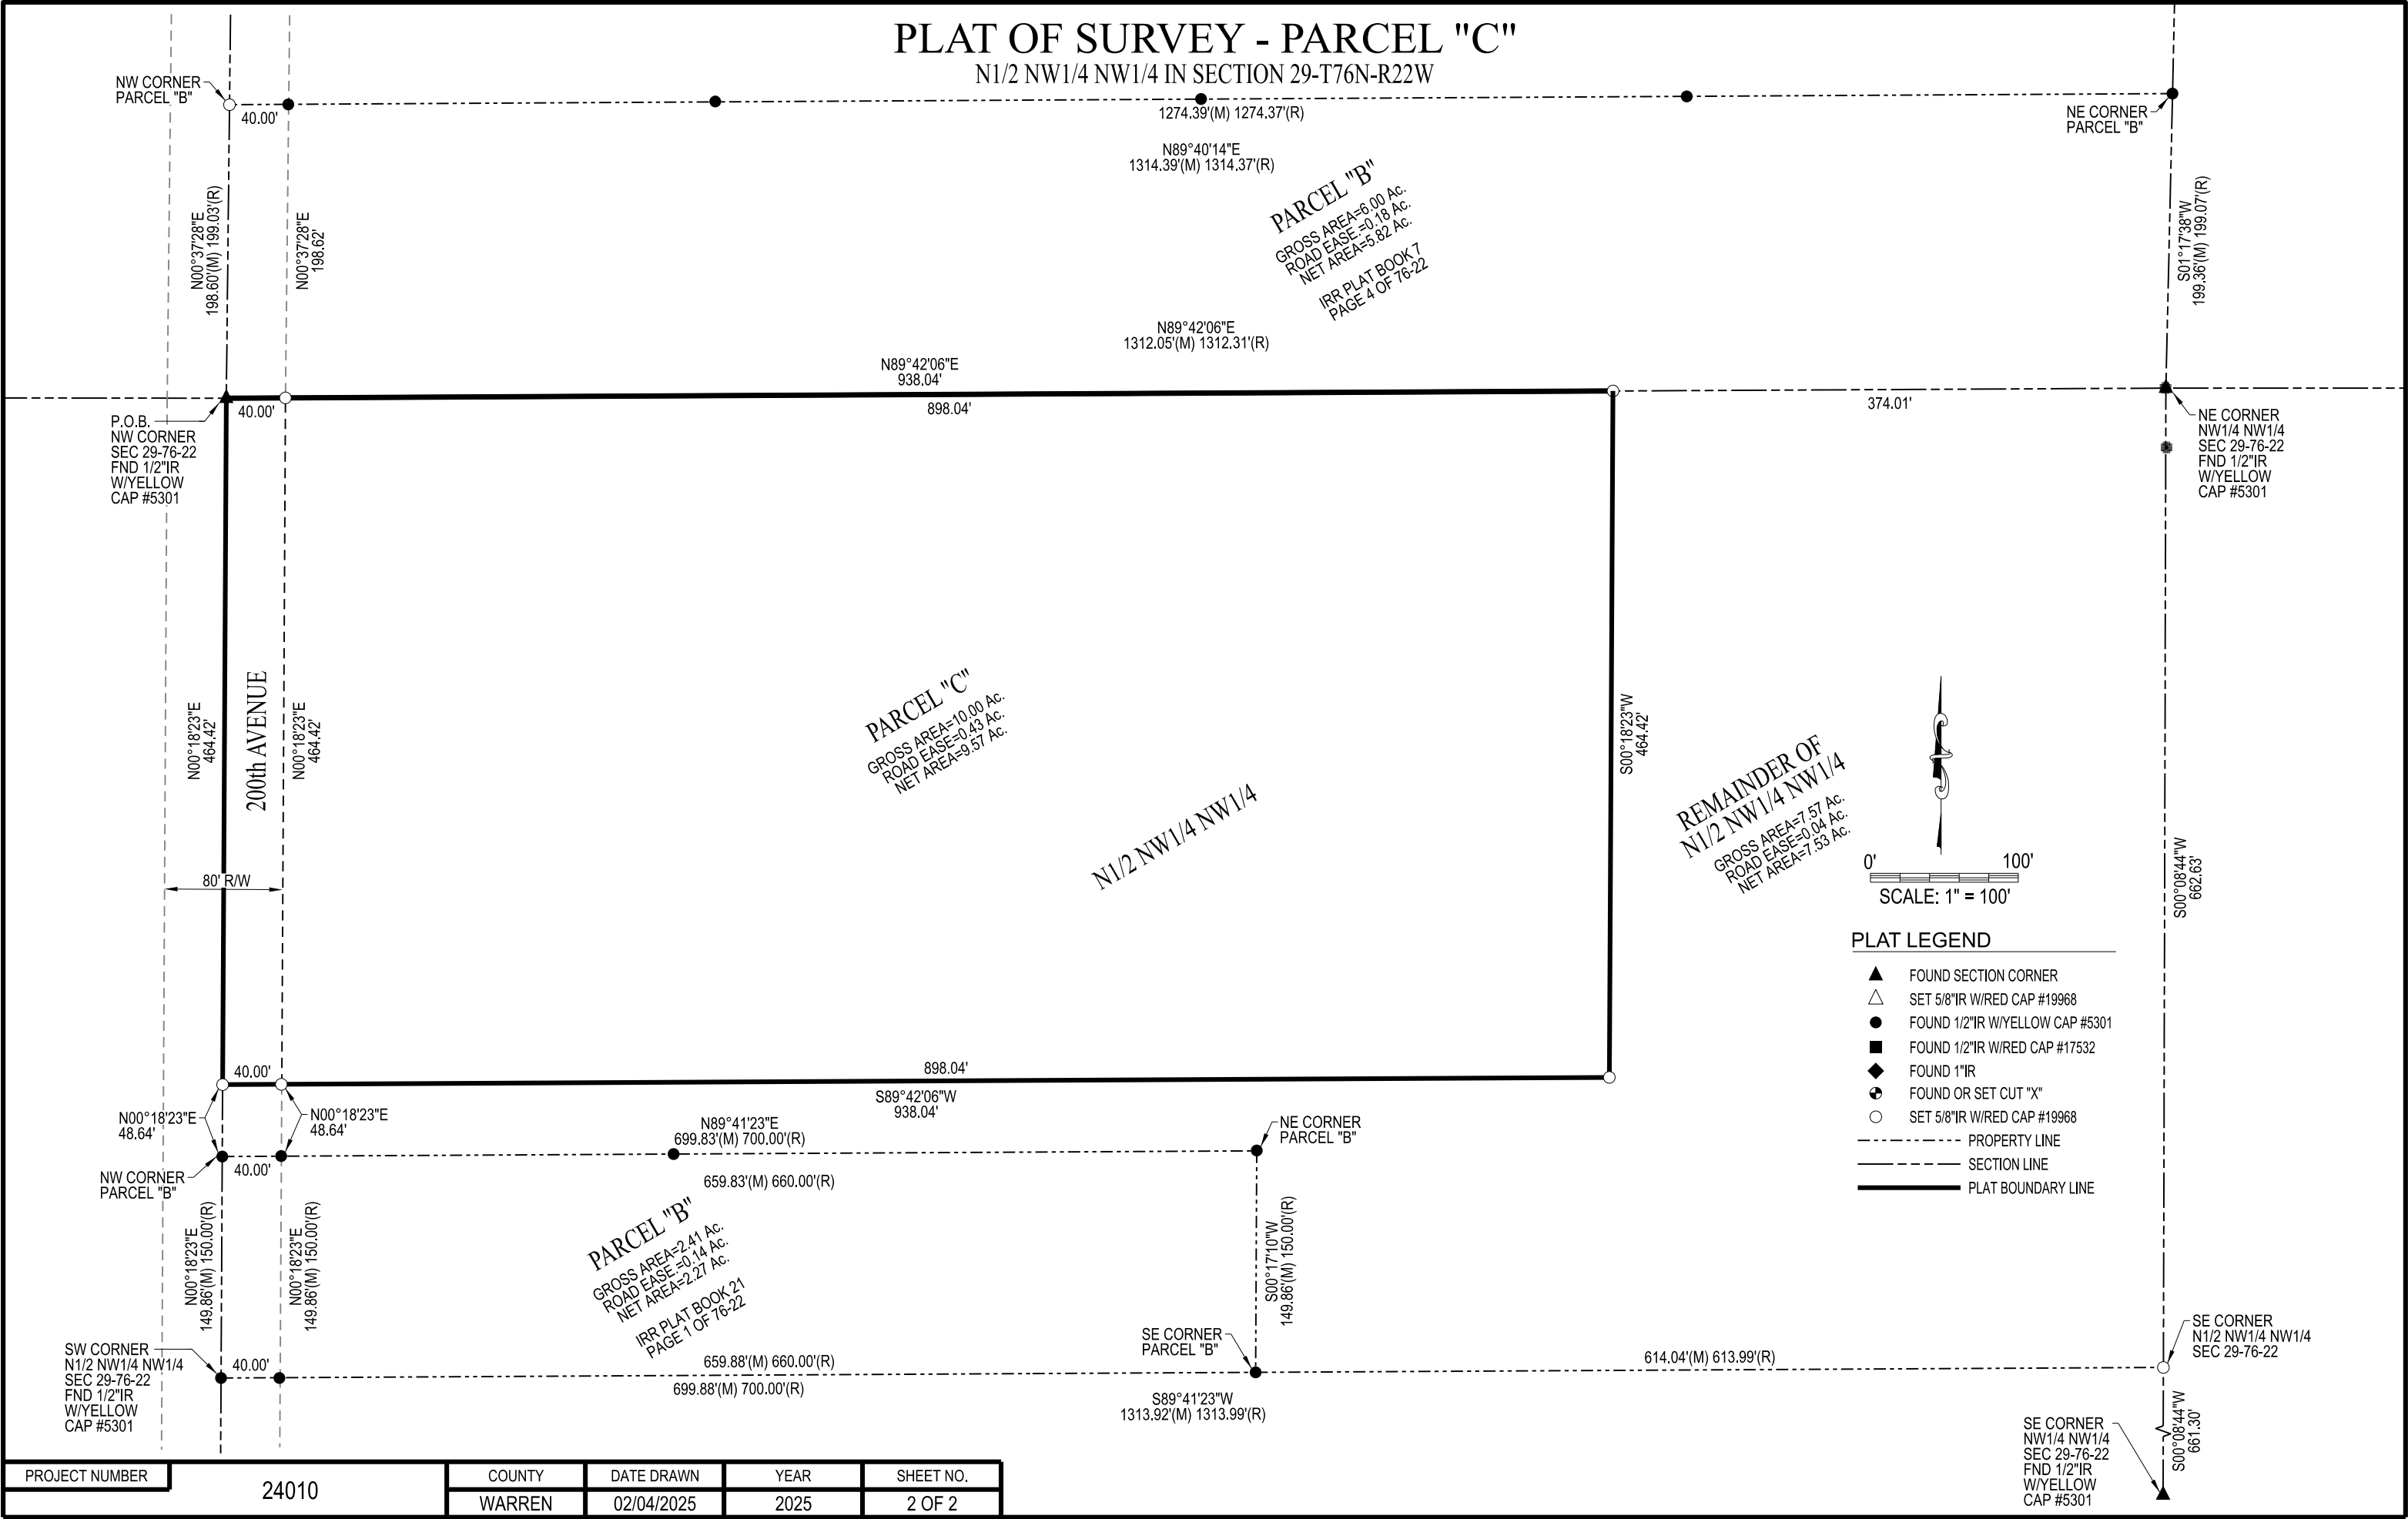 PLAT OF SURVEY - PARCEL "C"
N1/2 NW1/4 NW1/4 IN SECTION 29-T76N-R22W
NW CORNER
PARCEL "B"
40.00'
1274.39'(M) 1274.37'(R)
NE CORNER
PARCEL "B"
N89°40'14"E
1314.39'(M) 1314.37'(R)
N00°37'28"E
198.60'(M) 199.03'(R)
N00°37'28"E
198.62'
PARCEL "B"
GROSS AREA=6.00 Ac.
ROAD EASE.=0.18 Ac.
NET AREA=5.82 Ac.
IRR PLAT BOOK 7
PAGE 4 OF 76-22
S01°17'38"W
199.36'(M) 199.07'(R)
N89°42'06"E
1312.05'(M) 1312.31'(R)
N89°42'06"E
938.04'
40.00'
898.04'
374.01'
P.O.B.
NW CORNER
SEC 29-76-22
FND 1/2"IR
W/YELLOW
CAP #5301
NE CORNER
NW1/4 NW1/4
SEC 29-76-22
FND 1/2"IR
W/YELLOW
CAP #5301
N00°18'23"E
464.42'
200th AVENUE
N00°18'23"E
464.42'
PARCEL "C"
GROSS AREA=10.00 Ac.
ROAD EASE=0.43 Ac.
NET AREA=9.57 Ac.
N1/2 NW1/4 NW1/4
S00°18'23"W
464.42'
REMAINDER OF
N1/2 NW1/4 NW1/4
GROSS AREA=7.57 Ac.
ROAD EASE=0.04 Ac.
NET AREA=7.53 Ac.
0' 100'
SCALE: 1" = 100'
S00°08'44"W
662.63'
80' R/W
PLAT LEGEND
FOUND SECTION CORNER
SET 5/8"IR W/RED CAP #19968
FOUND 1/2"IR W/YELLOW CAP #5301
FOUND 1/2"IR W/RED CAP #17532
FOUND 1"IR
FOUND OR SET CUT "X"
SET 5/8"IR W/RED CAP #19968
PROPERTY LINE
SECTION LINE
PLAT BOUNDARY LINE
40.00'
898.04'
S89°42'06"W
938.04'
N00°18'23"E
48.64'
N00°18'23"E
48.64'
N89°41'23"E
699.83'(M) 700.00'(R)
NE CORNER
PARCEL "B"
NW CORNER
PARCEL "B"
40.00'
659.83'(M) 660.00'(R)
N00°18'23"E
149.86'(M) 150.00'(R)
N00°18'23"E
149.86'(M) 150.00'(R)
PARCEL "B"
GROSS AREA=2.41 Ac.
ROAD EASE.=0.14 Ac.
NET AREA=2.27 Ac.
IRR PLAT BOOK 21
PAGE 1 OF 76-22
S00°17'10"W
149.86'(M) 150.00'(R)
SW CORNER
N1/2 NW1/4 NW1/4
SEC 29-76-22
FND 1/2"IR
W/YELLOW
CAP #5301
40.00'
659.88'(M) 660.00'(R)
699.88'(M) 700.00'(R)
SE CORNER
PARCEL "B"
614.04'(M) 613.99'(R)
S89°41'23"W
1313.92'(M) 1313.99'(R)
SE CORNER
N1/2 NW1/4 NW1/4
SEC 29-76-22
SE CORNER
NW1/4 NW1/4
SEC 29-76-22
FND 1/2"IR
W/YELLOW
CAP #5301
S00°08'44"W
661.30'
PROJECT NUMBER
24010
COUNTY DATE DRAWN YEAR SHEET NO.
WARREN 02/04/2025 2025 2 OF 2